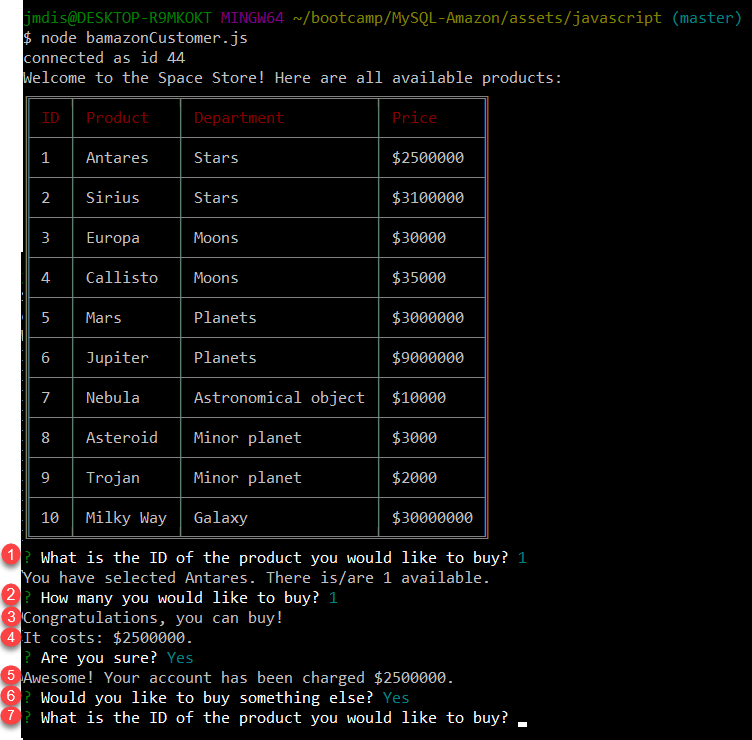 jmdis@DESKTOP-R9MKOKT MINGW64 ~/bootcamp/MySQL-Amazon/assets/javascript (master)
$ node bamazonCustomer.js
connected as id 44
Welcome to the Space Store! Here are all available products:
ID Product Department Price
1 Antares Stars $2500000
2 Sirius Stars $3100000
3 Europa Moons $30000
4 Callisto Moons $35000
5 Mars Planets $3000000
6 Jupiter Planets $9000000
7 Nebula Astronomical object $10000
8 Asteroid Minor planet $3000
9 Trojan Minor planet $2000
10 Milky Way Galaxy $30000000
1 ? What is the ID of the product you would like to buy? 1
You have selected Antares. There is/are 1 available.
2 ? How many you would like to buy? 1
3 Congratulations, you can buy!
4 It costs: $2500000.
? Are you sure? Yes
5 Awesome! Your account has been charged $2500000.
6 ? Would you like to buy something else? Yes
7 ? What is the ID of the product you would like to buy?